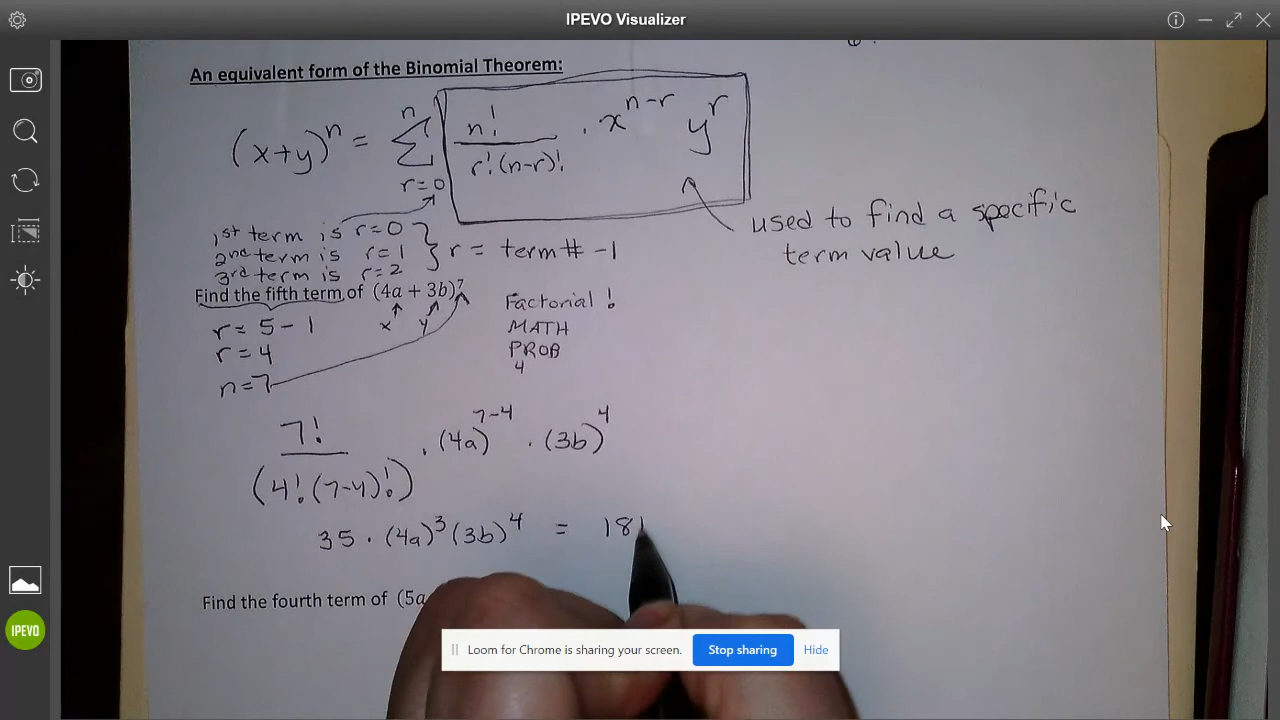 IPEVO Visualizer
An equivalent form of the Binomial Theorem:
(x+y)^n = ∑_{r=0}^{n} n!/(r!(n-r)!) · x^{n-r} y^r
used to find a specific
term value
1st term is r=0
2nd term is r=1
3rd term is r=2
} r = term# -1
Find the fifth term of (4a + 3b)^7
x y
r = 5-1
r = 4
n=7
Factorial !
MATH
PROB
4
7!/(4!(7-4)!) · (4a)^{7-4} · (3b)^4
35 · (4a)^3 (3b)^4 = 181
Find the fourth term of (5a
IPEVO
Loom for Chrome is sharing your screen.
Stop sharing
Hide